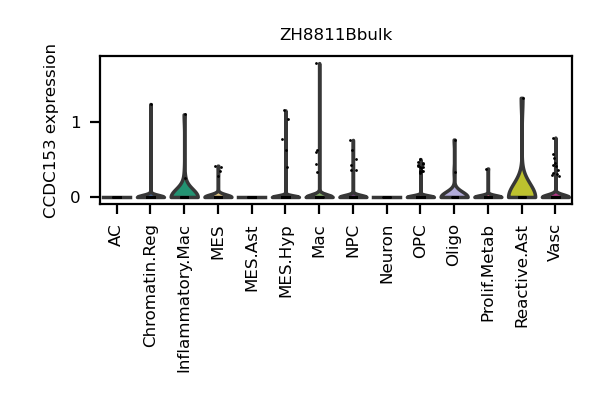 ZH8811Bbulk
CCDC153 expression
1
0
AC
Chromatin.Reg
Inflammatory.Mac
MES
MES.Ast
MES.Hyp
Mac
NPC
Neuron
OPC
Oligo
Prolif.Metab
Reactive.Ast
Vasc